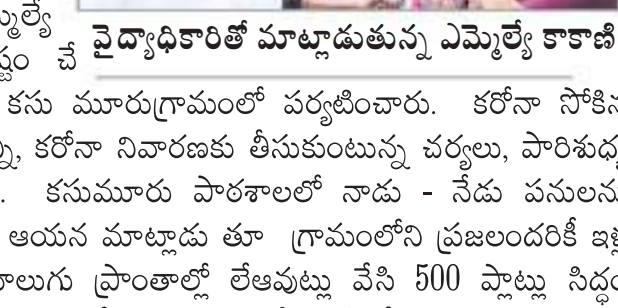 వైద్యాధికారితో మాట్లాడుతున్న ఎమ్మెల్యే కాకాణి
చే
కసు మూరుగ్రామంలో పర్యటించారు. కరోనా సోకిన
కరోనా నివారణకు తీసుకుంటున్న చర్యలు, పారిశుధ్య
. కసుమూరు పాఠశాలలో నాడు - నేడు పనులను
ఆయన మాట్లాడు తూ గ్రామంలోని ప్రజలందరికీ
ప్రాంతాల్లో లేఆవుట్లు వేసి 500 ప్లాట్లు సిద్ధం